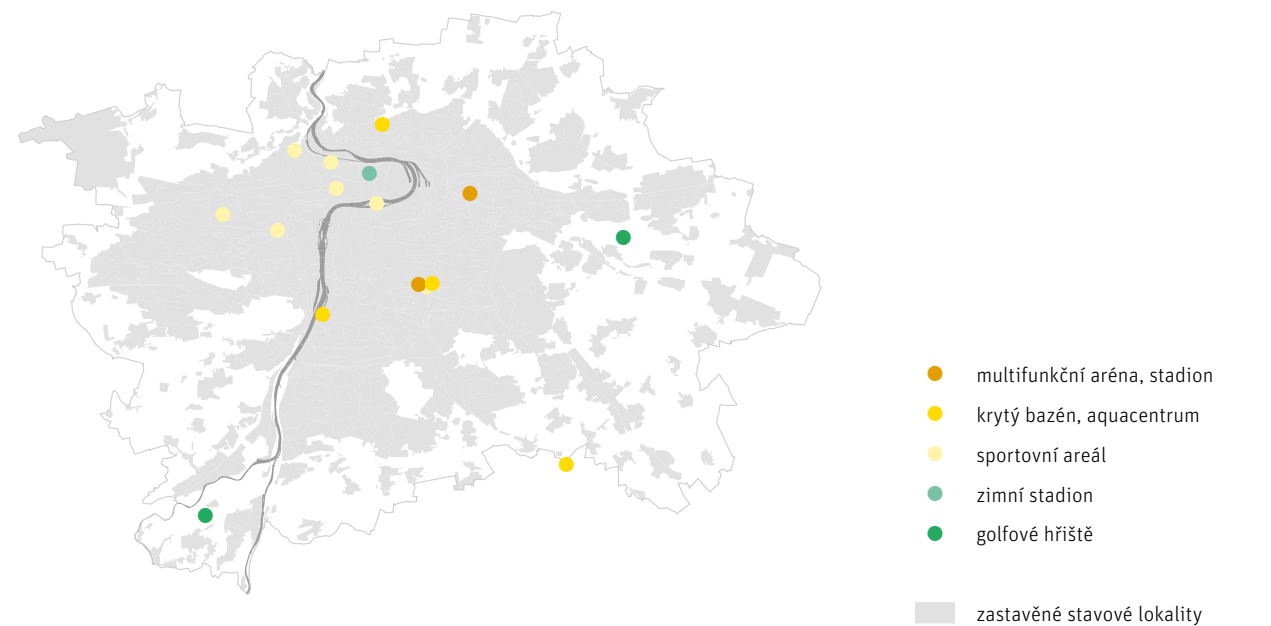 multifunkční aréna, stadion
krytý bazén, aquacentrum
sportovní areál
zimní stadion
golfové hřiště
zastavěné stavové lokality